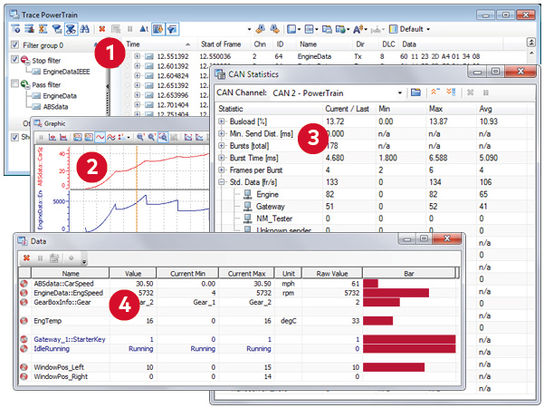 Trace PowerTrain
Default
Filter group 0
Stop filter
EngineDataIEEE
Pass filter
EngineData
ABSdata
Time Start of Frame Chn ID Name Dir DLC Data
12.551392 12.550036 2 64 EngineData Tx 8 60 11 23 2D A4 01 34 08
12.553392
12.604824
12.651392
12.653996
12.701404
12.751404
1
CAN Statistics
CAN Channel: CAN 2 - PowerTrain
Statistic Current / Last Min Max Avg
Busload [%] 13.72 0.00 13.87 10.93
Min. Send Dist. [ms] 0.000 n/a n/a
Bursts [total] 178 n/a n/a n/a
Burst Time [ms] 4.680 1.800 6.588 5.090
Frames per Burst 4 2 6 4
Std. Data [fr/s] 133 0 134 106
Engine 82 0 82 65
Gateway 51 0 52 41
NM_Tester 0 0 0 0
Unknown sender
3
Graphic
40
20
0
5000
0
2
Data
Name Value Current Min Current Max Unit Raw Value Bar
ABSdata::CarSpeed 30.50 0.00 30.50 mph 61
EngineData::EngSpeed 5732 4 5732 rpm 5732
GearBoxInfo::Gear Gear_2 Gear_1 Gear_2 2
EngTemp 16 0 16 degC 33
Gateway_1::StarterKey 1 0 1 1
IdleRunning Running Running Running 0
WindowPos_Left 10 0 15 10
WindowPos_Right 0 0 14 0
4